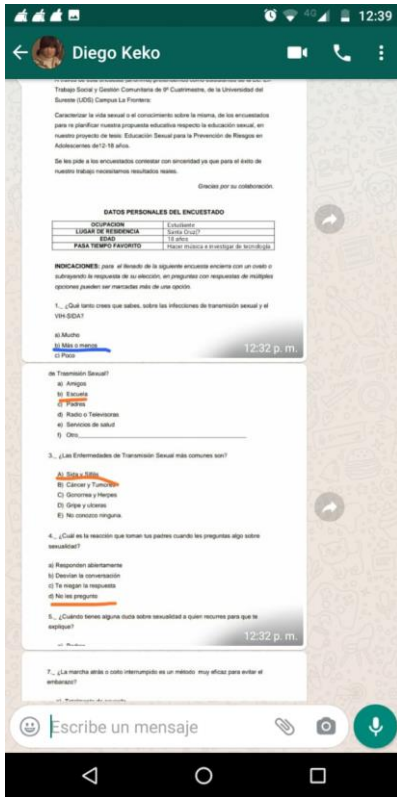 4G 12:39
Diego Keko
Trabajo Social y Gestión Comunitaria de 8º Cuatrimestre, de la Universidad del
Sureste (UDS) Campus La Frontera:
Caracterizar la vida sexual o el conocimiento sobre la misma, de los encuestados
para re planificar nuestra propuesta educativa respecto la educación sexual, en
nuestro proyecto de tesis: Educación Sexual para la Prevención de Riesgos en
Adolescentes de12-18 años.
Se les pide a los encuestados contestar con sinceridad ya que para el éxito de
nuestro trabajo necesitamos resultados reales.
Gracias por su colaboración.
DATOS PERSONALES DEL ENCUESTADO
OCUPACION Estudiante
LUGAR DE RESIDENCIA Santa Cruz
EDAD 18 años
PASA TIEMPO FAVORITO Hacer música e investigar de tecnología
INDICACIONES: para el llenado de la siguiente encuesta encierra con un ovalo o
subrayando la respuesta de su elección, en preguntas con respuestas de múltiples
opciones pueden ser marcadas más de una opción.
1._ ¿Qué tanto crees que sabes, sobre las infecciones de transmisión sexual y el
VIH-SIDA?
a) Mucho
b) Más o menos
c) Poco
12:32 p. m.
de Trasmisión Sexual?
a) Amigos
b) Escuela
c) Padres
d) Radio o Televisoras
e) Servicios de salud
f) Otro
3._ ¿Las Enfermedades de Transmisión Sexual más comunes son?
A) Sida y Sífilis
B) Cáncer y Tumores
C) Gonorrea y Herpes
D) Gripe y ulceras
E) No conozco ninguna
4._ ¿Cuál es la reacción que toman tus padres cuando les preguntas algo sobre
sexualidad?
a) Responden abiertamente
b) Desvían la conversación
c) Te niegan la respuesta
d) No les pregunto
5._ ¿Cuándo tienes alguna duda sobre sexualidad a quien recurres para que te
explique?
12:32 p. m.
7._ ¿La marcha atrás o coito interrumpido es un método muy eficaz para evitar el
embarazo?
Escribe un mensaje